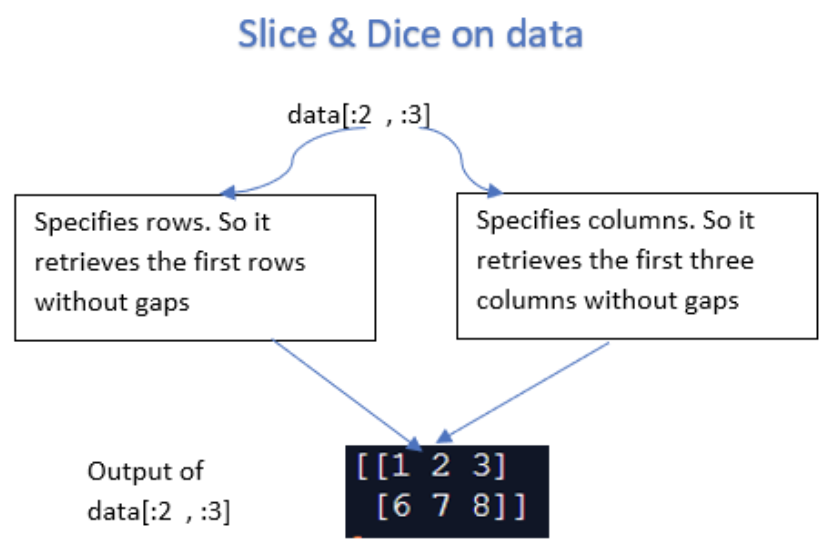 Slice & Dice on data
data[:2 , :3]
Specifies rows. So it
retrieves the first rows
without gaps
Specifies columns. So it
retrieves the first three
columns without gaps
Output of
data[:2 , :3]
[[1 2 3]
[6 7 8]]